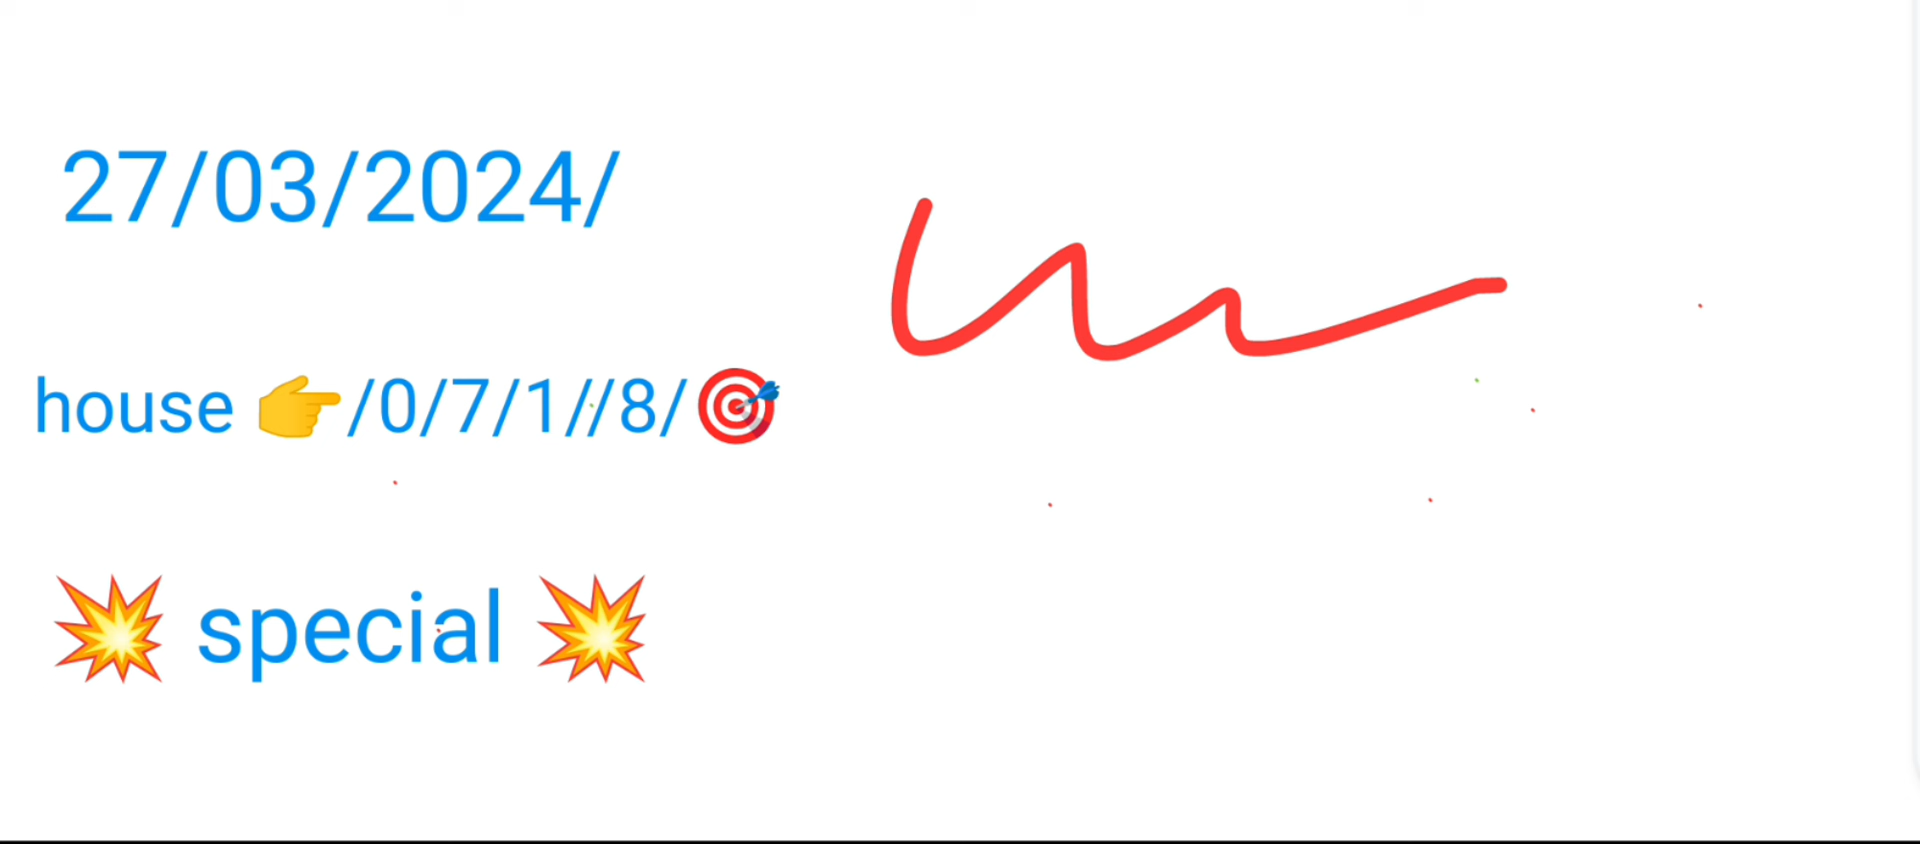 27/03/2024/
house 👉/0/7/1//8/🎯
💥 special 💥